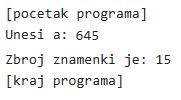 [pocetak programa]
Unesi a: 645
Zbroj znamenki je: 15
[kraj programa]